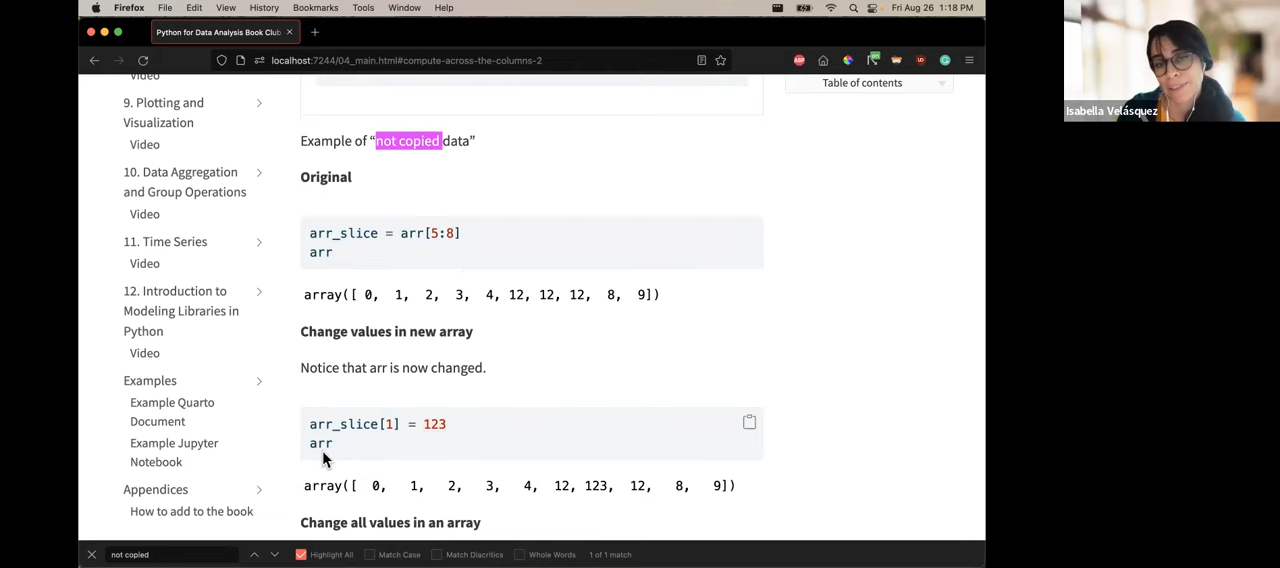 Firefox File Edit View History Bookmarks Tools Window Help Fri Aug 26 1:18 PM
Python for Data Analysis Book Club
localhost:7244/04_main.html#compute-across-the-columns-2
Video
9. Plotting and
Visualization
Video
10. Data Aggregation
and Group Operations
Video
11. Time Series
Video
12. Introduction to
Modeling Libraries in
Python
Video
Examples
Example Quarto
Document
Example Jupyter
Notebook
Appendices
How to add to the book
Example of “not copied data”
Original
arr_slice = arr[5:8]
arr
array([ 0, 1, 2, 3, 4, 12, 12, 12, 8, 9])
Change values in new array
Notice that arr is now changed.
arr_slice[1] = 123
arr
array([ 0, 1, 2, 3, 4, 12, 123, 12, 8, 9])
Change all values in an array
Table of contents
Isabella Velásquez
not copied Highlight All Match Case Match Diacritics Whole Words 1 of 1 match